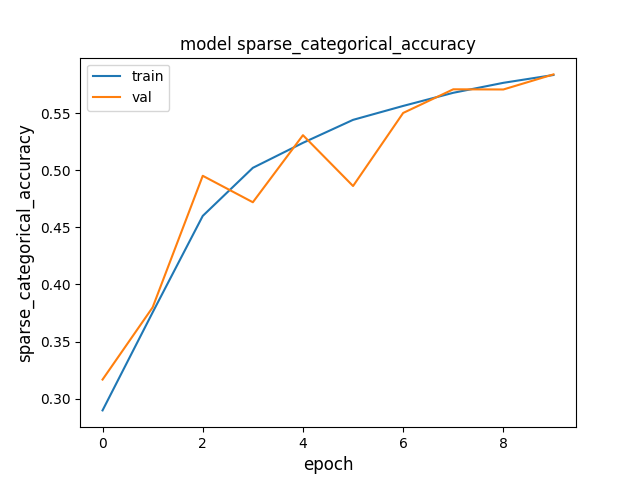 model sparse_categorical_accuracy
train
val
sparse_categorical_accuracy
0.55
0.50
0.45
0.40
0.35
0.30
0 2 4 6 8
epoch